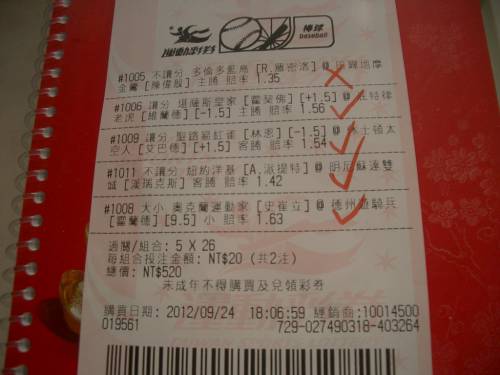 運動彩券
棒球
baseball
#1005 不讓分 多倫多藍鳥 [R.羅密洛] @ 巴爾地摩
金鶯 [陳偉殷] 主勝 賠率 1.35
#1006 讓分 堪薩斯皇家 [霍契佛] [+1.5] @ 底特律
老虎 [維蘭德] [-1.5] 主勝 賠率 1.56
#1009 讓分 聖路易紅雀 [林恩] [-1.5] @ 休士頓太
空人 [艾巴德] [+1.5] 客勝 賠率 1.54
#1011 不讓分 紐約洋基 [A.派提特] @ 明尼蘇達雙
城 [漢瑞克斯] 客勝 賠率 1.42
#1008 大小 奧克蘭運動家 [史崔立] @ 德州遊騎兵
[霍蘭德] [9.5] 小 賠率 1.63
過關/組合: 5 X 26
每組合投注金額: NT$20 (共2注)
總價: NT$520
未成年不得購買及兌領彩券
購買日期: 2012/09/24 18:06:59 經銷商:10014500
019561 729-027490318-403264